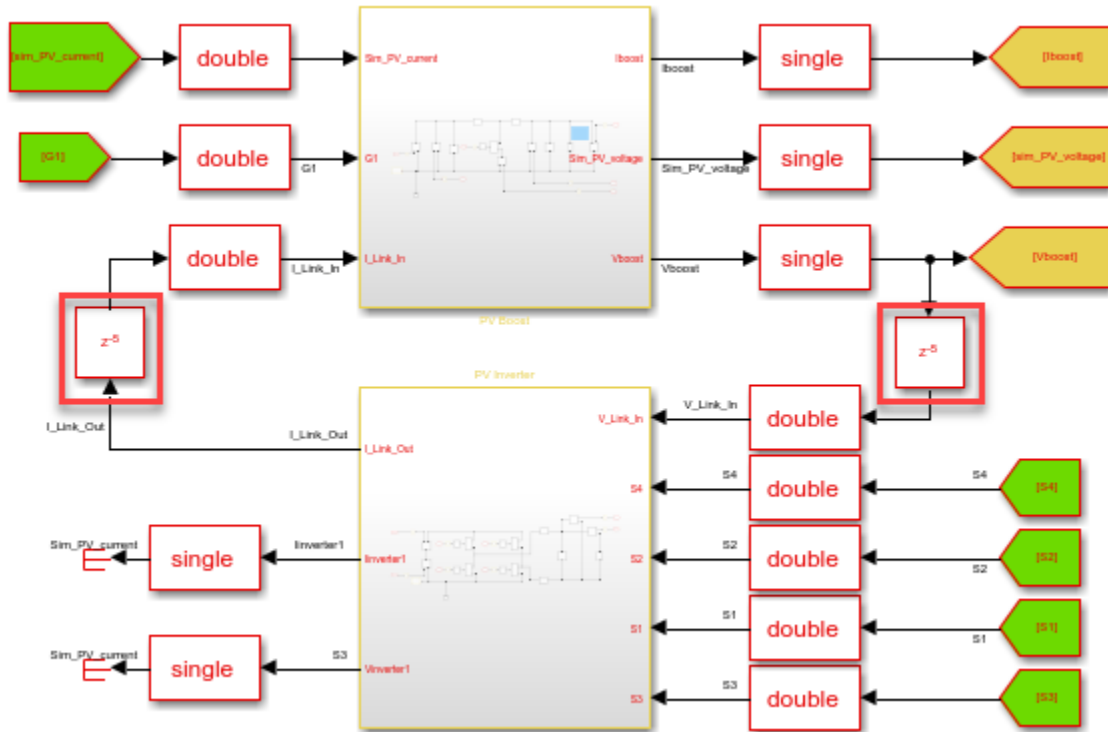 [sim_PV_current]
double
Sim_PV_current
Iboost
Iboost
single
[Iboost]
[G1]
double
G1
G1
Sim_PV_voltage
Sim_PV_voltage
single
[sim_PV_voltage]
double
I_Link_In
I_Link_In
Vboost
Vboost
single
[Vboost]
PV Boost
z-5
z-5
PV Inverter
I_Link_Out
I_Link_Out
I_Link_Out
V_Link_In
V_Link_In
double
S4
S4
double
S4
[S4]
Sim_PV_current
single
Iinverter1
Iinverter1
S2
S2
double
S2
[S2]
S1
S1
double
S1
[S1]
Sim_PV_current
single
S3
Vinverter1
S3
S3
double
[S3]